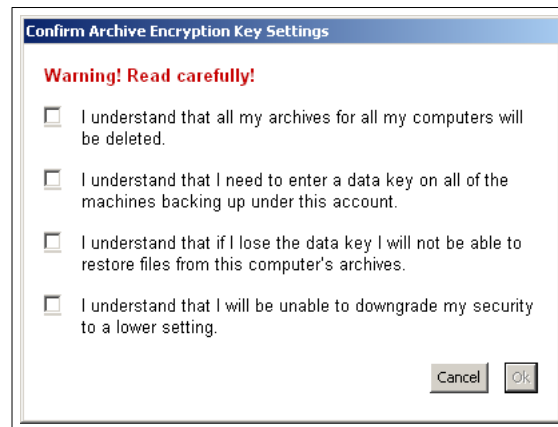 Confirm Archive Encryption Key Settings
Warning! Read carefully!
I understand that all my archives for all my computers will
be deleted.
I understand that I need to enter a data key on all of the
machines backing up under this account.
I understand that if I lose the data key I will not be able to
restore files from this computer's archives.
I understand that I will be unable to downgrade my security
to a lower setting.
Cancel Ok